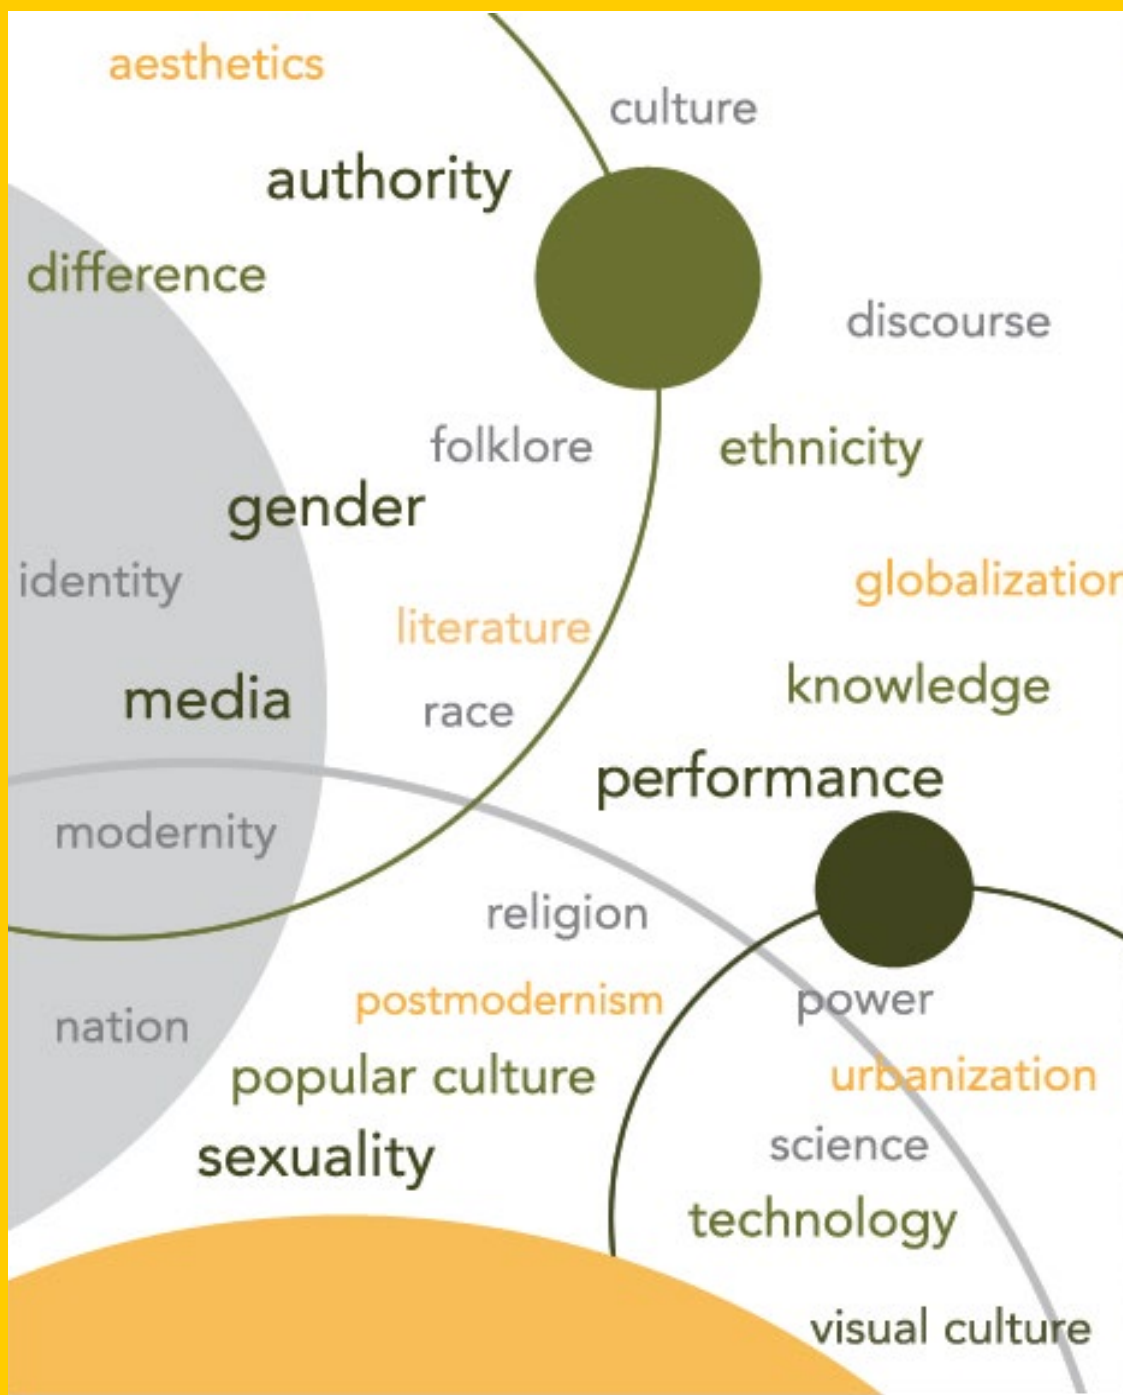 aesthetics
culture
authority
difference
discourse
folklore
ethnicity
gender
identity
globalization
literature
knowledge
media
race
performance
modernity
religion
postmodernism
power
nation
popular culture
urbanization
science
sexuality
technology
visual culture